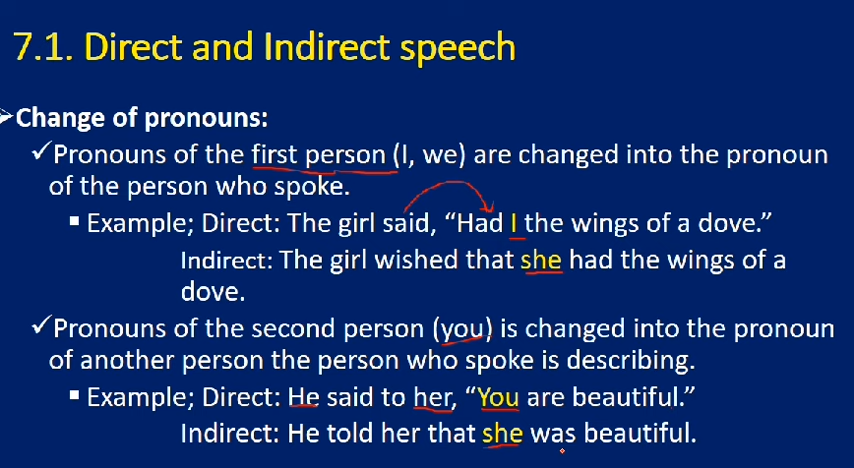 7.1. Direct and Indirect speech
➢Change of pronouns:
✓Pronouns of the first person (I, we) are changed into the pronoun
of the person who spoke.
▪ Example; Direct: The girl said, “Had I the wings of a dove.”
Indirect: The girl wished that she had the wings of a
dove.
✓Pronouns of the second person (you) is changed into the pronoun
of another person the person who spoke is describing.
▪ Example; Direct: He said to her, “You are beautiful.”
Indirect: He told her that she was beautiful.